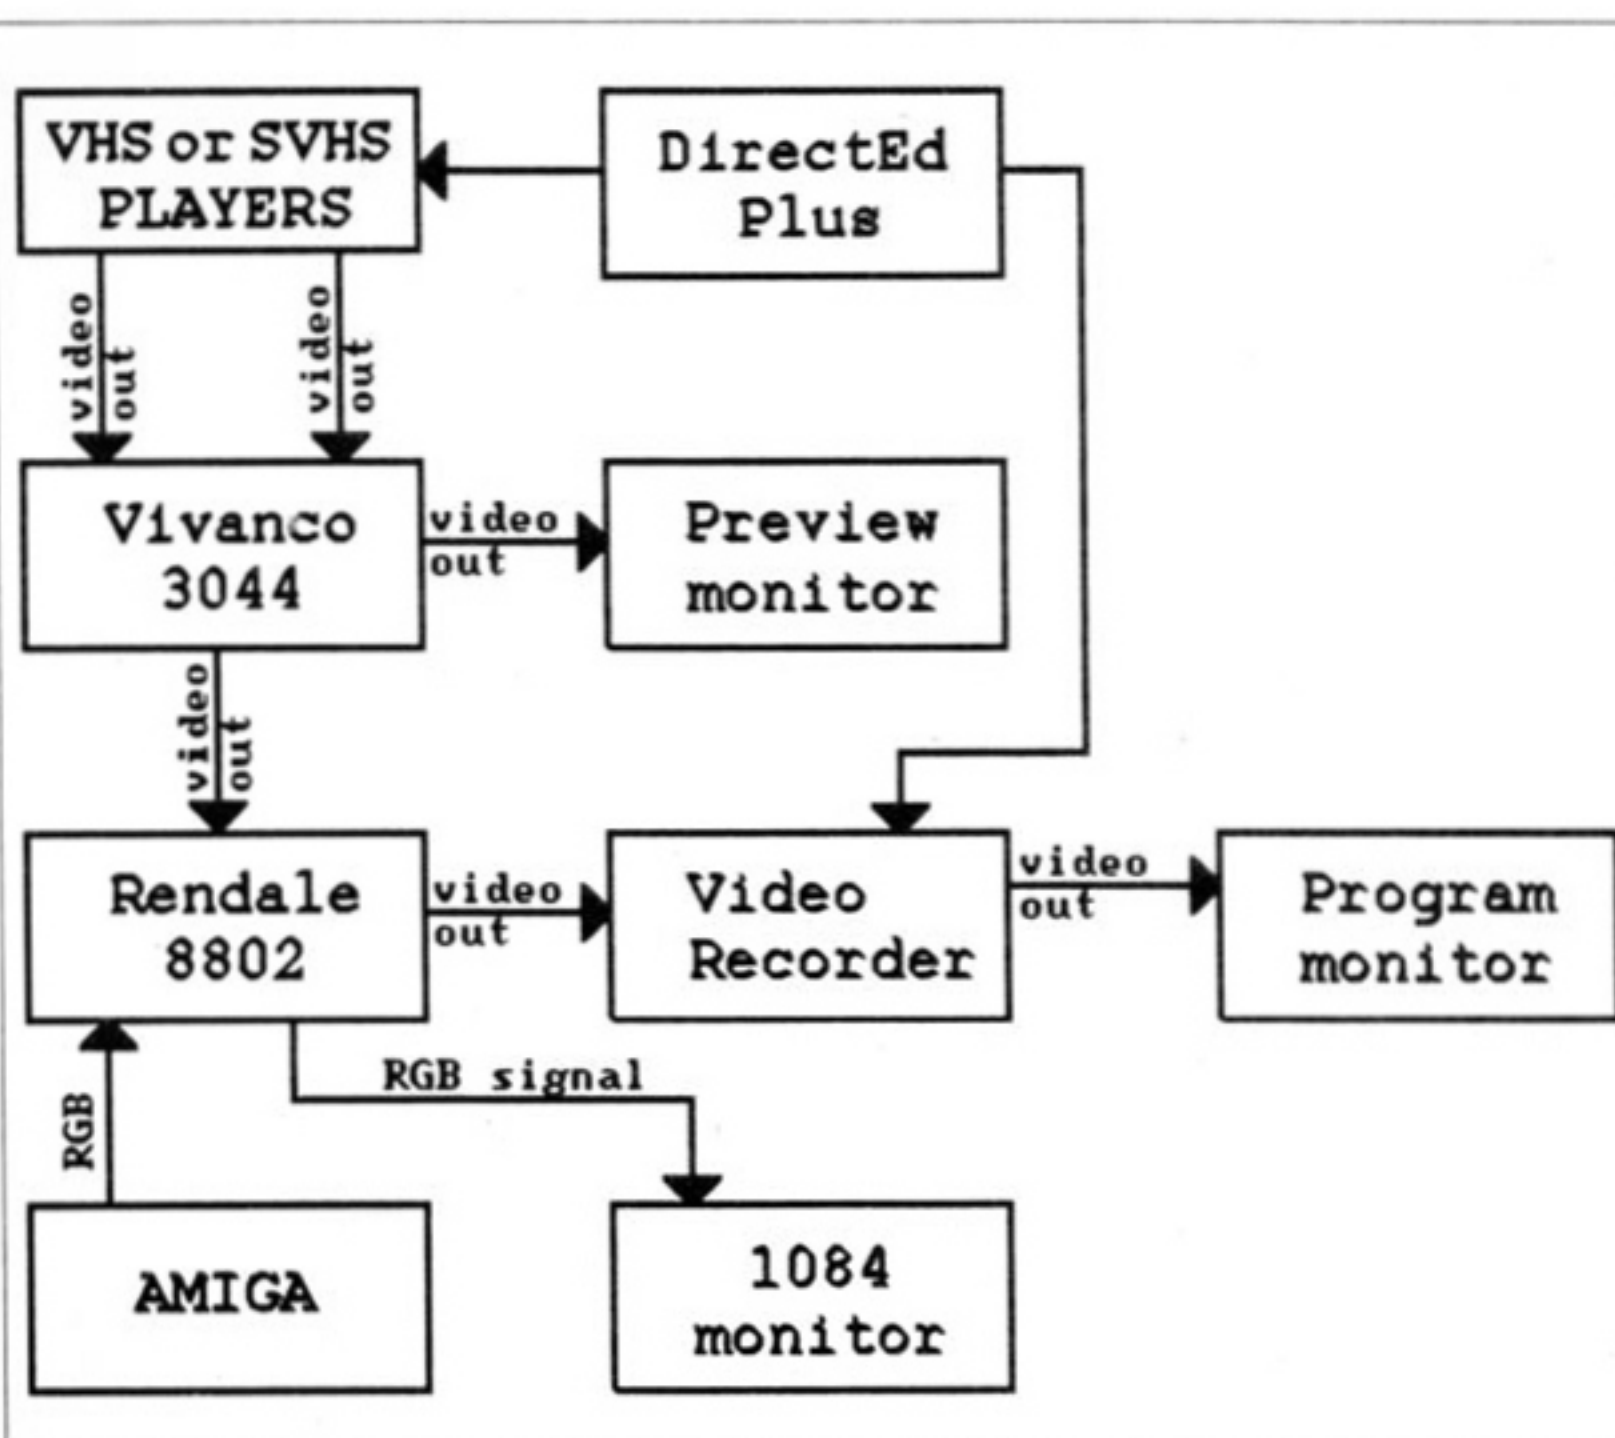 VHS or SVHS
PLAYERS
DirectEd
Plus
video
out
video
out
Vivanco
3044
video
out
Preview
monitor
video
out
Rendale
8802
video
out
Video
Recorder
video
out
Program
monitor
RGB
RGB signal
AMIGA
1084
monitor